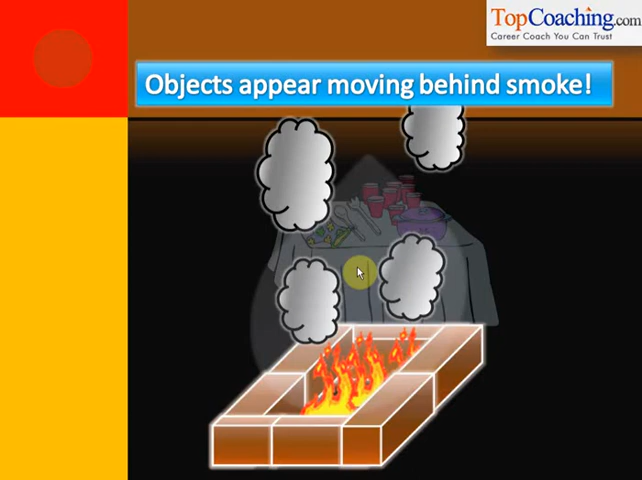 TopCoaching.com
Career Coach You Can Trust
Objects appear moving behind smoke!